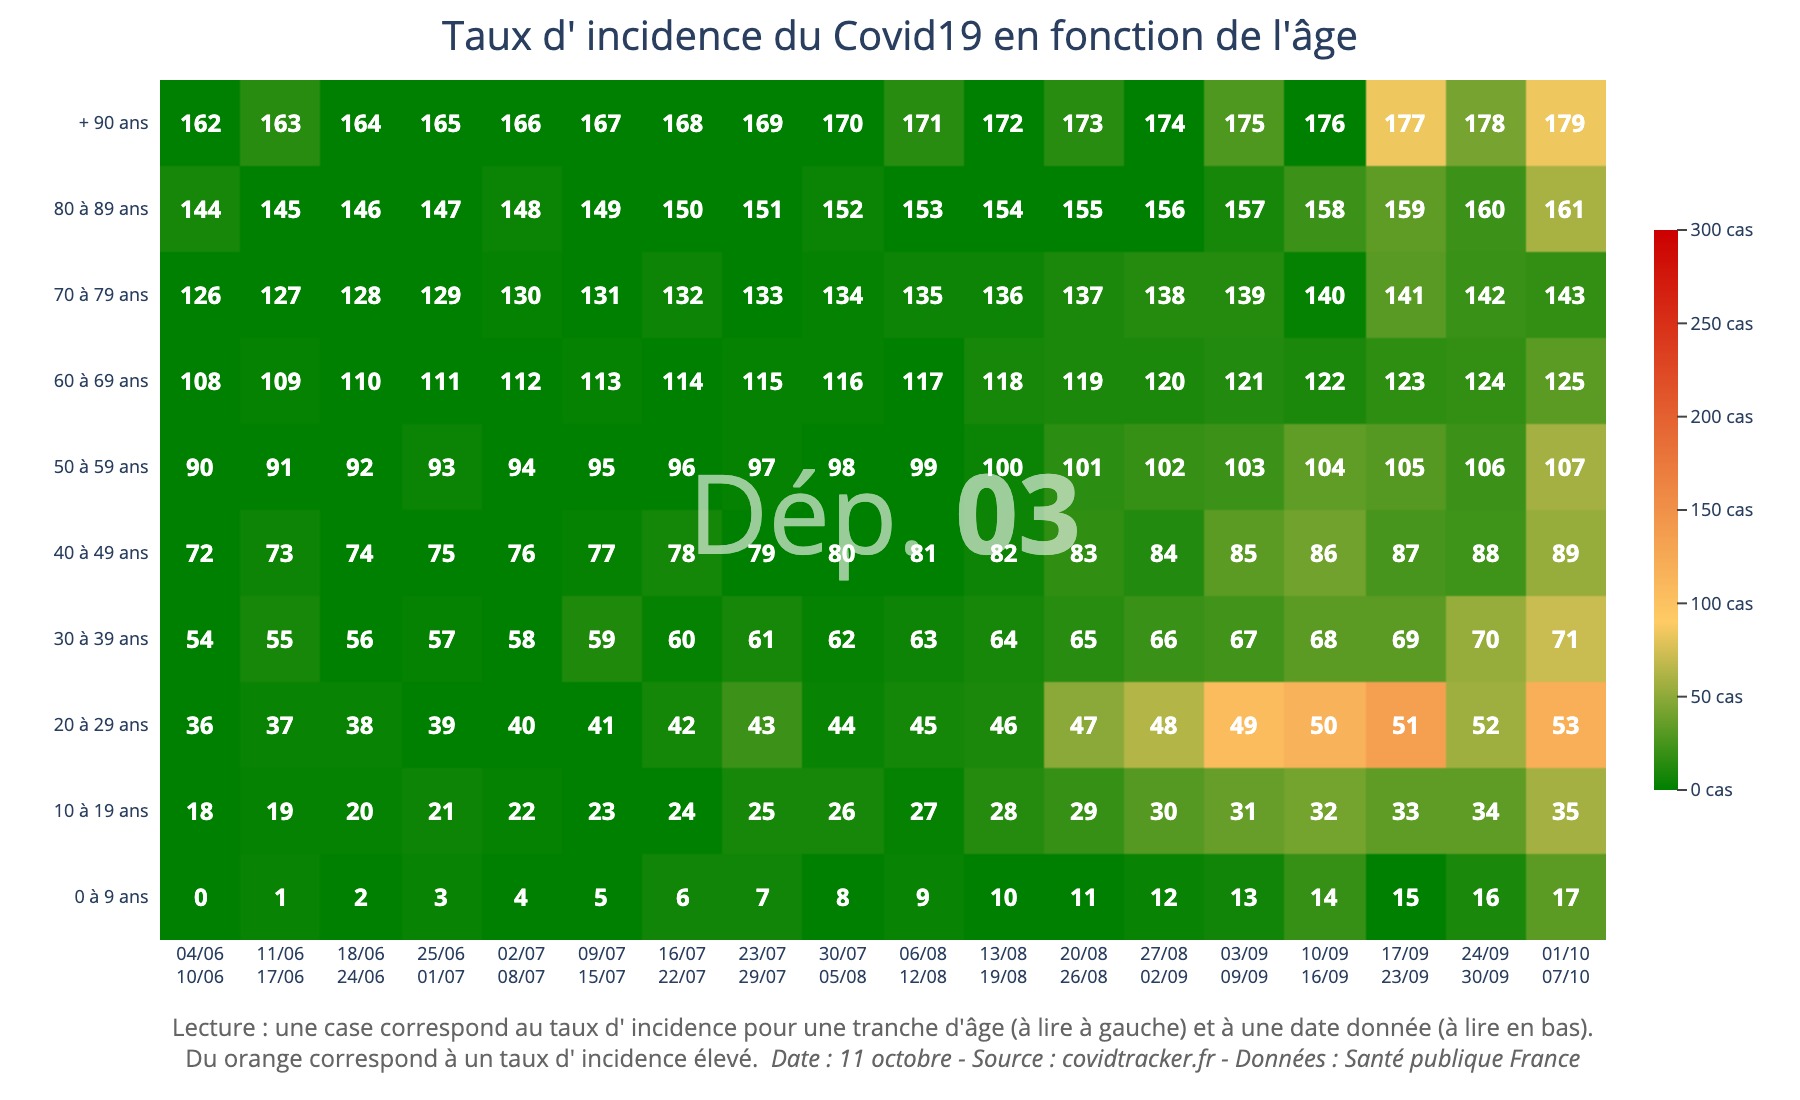 Taux d' incidence du Covid19 en fonction de l'âge
+ 90 ans 162 163 164 165 166 167 168 169 170 171 172 173 174 175 176 177 178 179
80 à 89 ans 144 145 146 147 148 149 150 151 152 153 154 155 156 157 158 159 160 161
300 cas
70 à 79 ans 126 127 128 129 130 131 132 133 134 135 136 137 138 139 140 141 142 143
250 cas
60 à 69 ans 108 109 110 111 112 113 114 115 116 117 118 119 120 121 122 123 124 125
200 cas
50 à 59 ans 90 91 92 93 94 95 96 97 98 99 100 101 102 103 104 105 106 107
Dép. 03
150 cas
40 à 49 ans 72 73 74 75 76 77 78 79 80 81 82 83 84 85 86 87 88 89
100 cas
30 à 39 ans 54 55 56 57 58 59 60 61 62 63 64 65 66 67 68 69 70 71
50 cas
20 à 29 ans 36 37 38 39 40 41 42 43 44 45 46 47 48 49 50 51 52 53
0 cas
10 à 19 ans 18 19 20 21 22 23 24 25 26 27 28 29 30 31 32 33 34 35
0 à 9 ans 0 1 2 3 4 5 6 7 8 9 10 11 12 13 14 15 16 17
04/06 11/06 18/06 25/06 02/07 09/07 16/07 23/07 30/07 06/08 13/08 20/08 27/08 03/09 10/09 17/09 24/09 01/10
10/06 17/06 24/06 01/07 08/07 15/07 22/07 29/07 05/08 12/08 19/08 26/08 02/09 09/09 16/09 23/09 30/09 07/10
Lecture : une case correspond au taux d' incidence pour une tranche d'âge (à lire à gauche) et à une date donnée (à lire en bas).
Du orange correspond à un taux d' incidence élevé. Date : 11 octobre - Source : covidtracker.fr - Données : Santé publique France